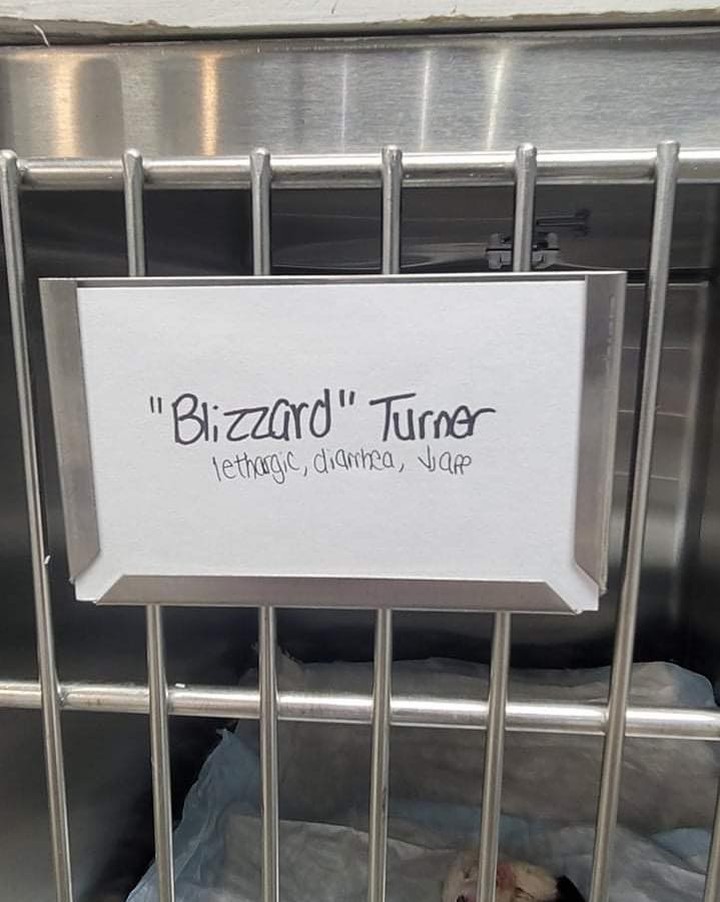 "Blizzard" Turner
lethargic, diarrhea, ↓app